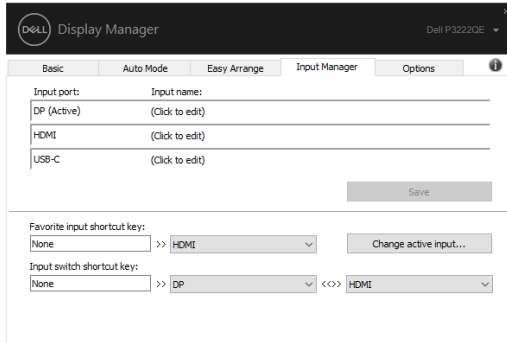 DELL Display Manager Dell P3222QE
Basic Auto Mode Easy Arrange Input Manager Options
Input port: Input name:
DP (Active) (Click to edit)
HDMI (Click to edit)
USB-C (Click to edit)
Save
Favorite input shortcut key:
None >> HDMI Change active input...
Input switch shortcut key:
None >> DP <<>> HDMI